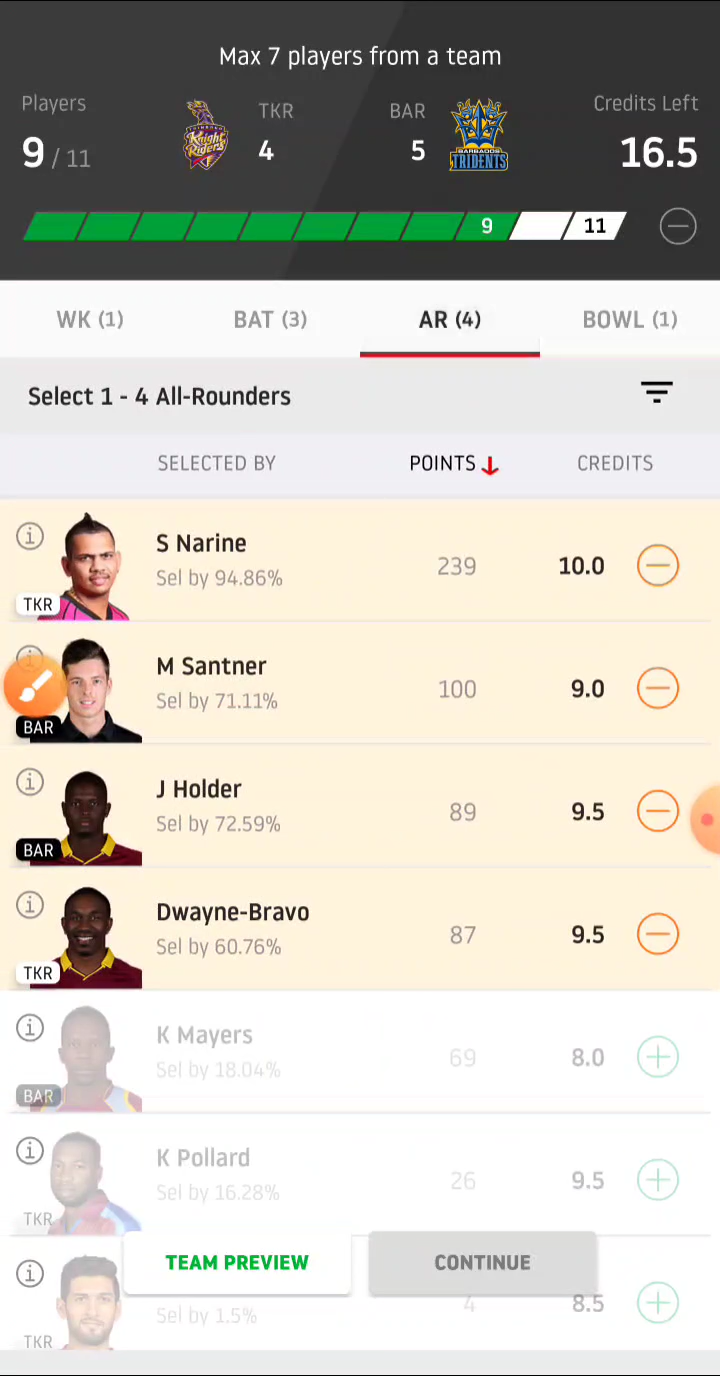 Max 7 players from a team
Players TKR BAR Credits Left
9 / 11 4 5 16.5
Knight Riders
BARBADOS
TRIDENTS
9 11
WK (1) BAT (3) AR (4) BOWL (1)
Select 1 - 4 All-Rounders
SELECTED BY POINTS CREDITS
S Narine
Sel by 94.86% 239 10.0
TKR
M Santner
Sel by 71.11% 100 9.0
BAR
J Holder
Sel by 72.59% 89 9.5
BAR
Dwayne-Bravo
Sel by 60.76% 87 9.5
TKR
K Mayers
Sel by 18.04% 69 8.0
BAR
K Pollard
Sel by 16.28% 26 9.5
TKR
TEAM PREVIEW CONTINUE
Sel by 1.5% 4 8.5
TKR